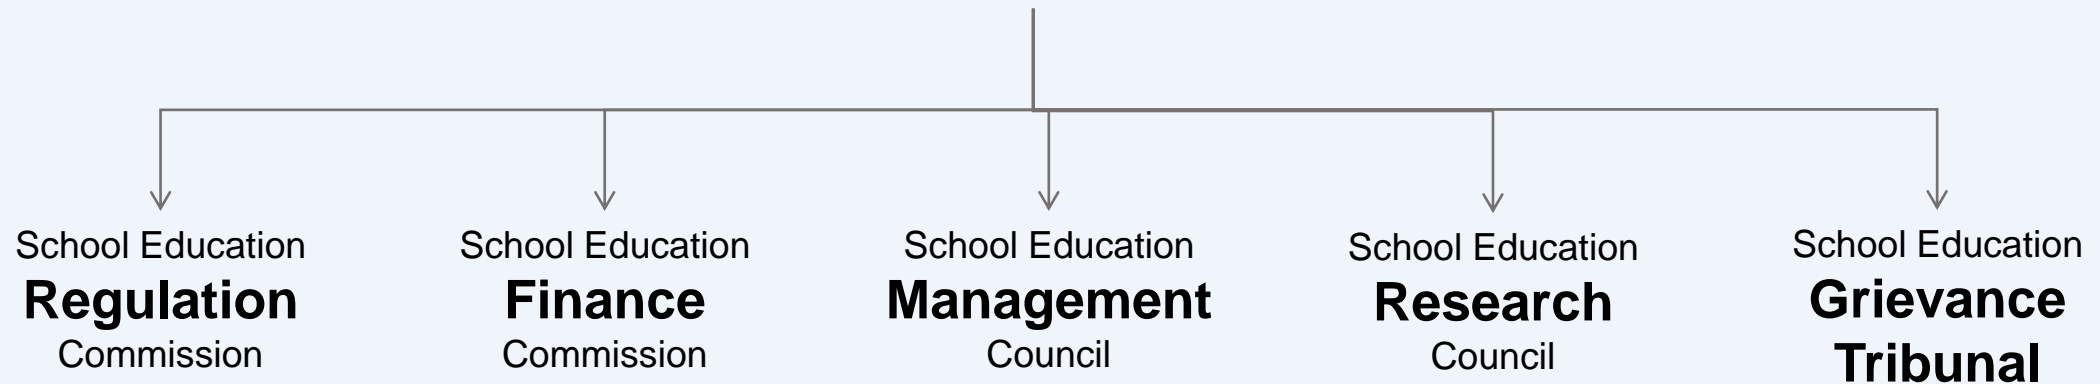 School Education
Regulation
Commission
School Education
Finance
Commission
School Education
Management
Council
School Education
Research
Council
School Education
Grievance
Tribunal